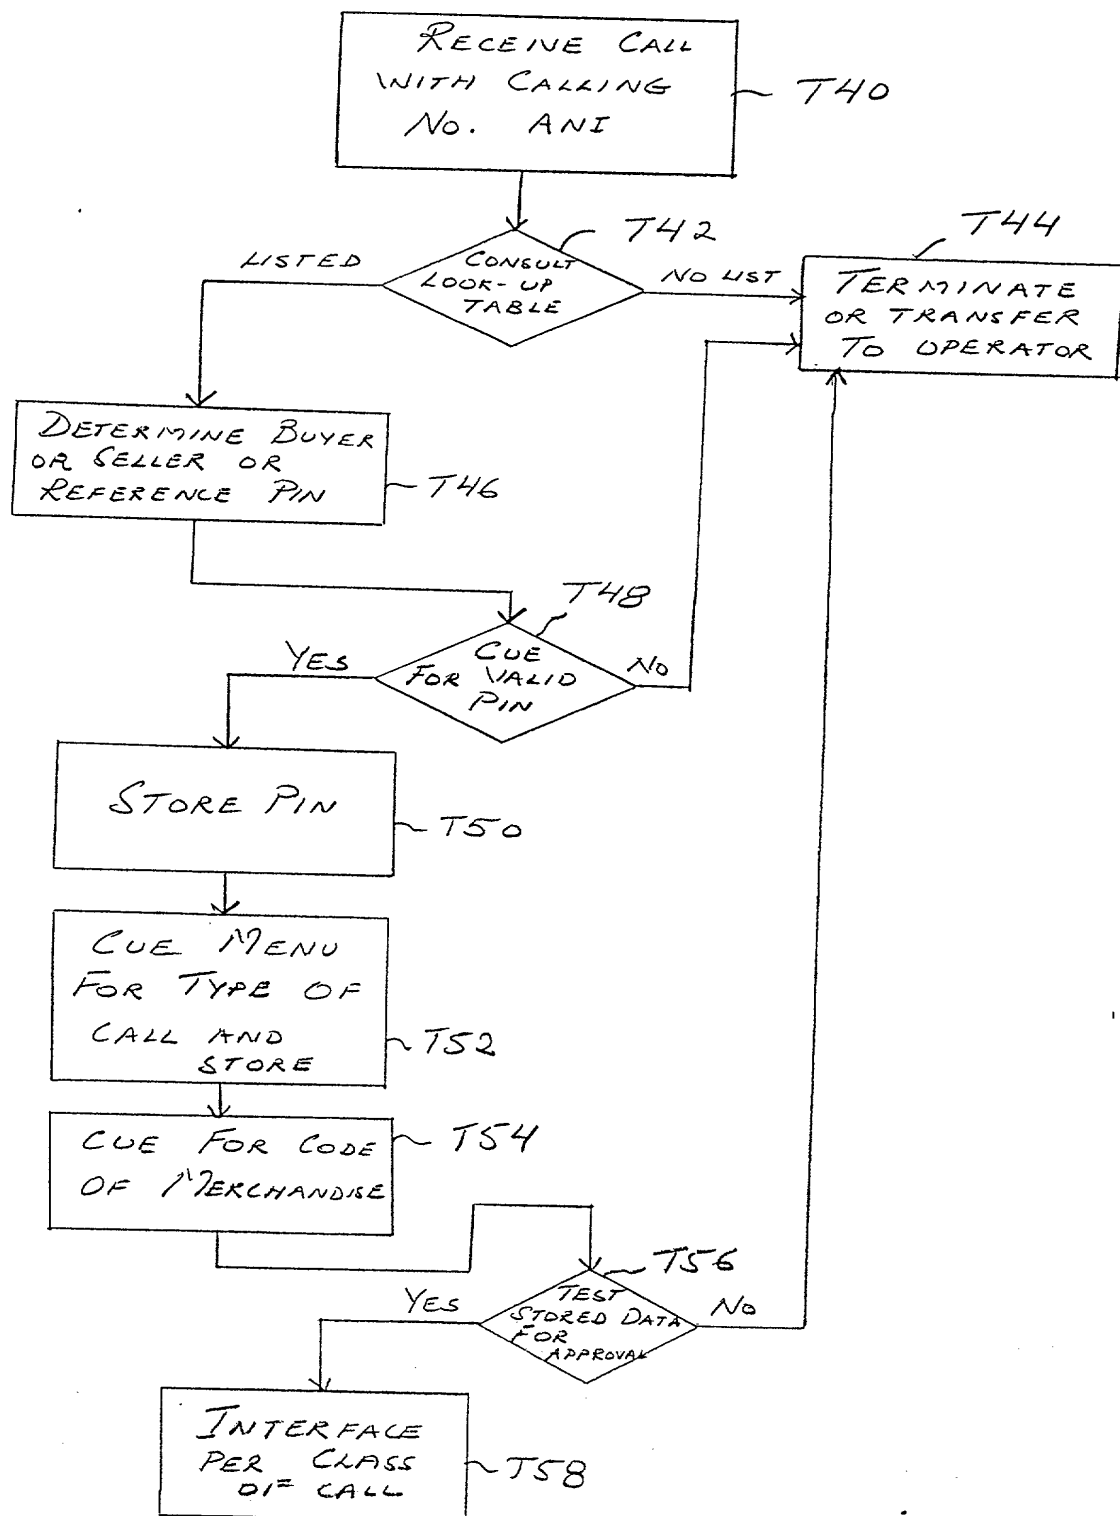 RECEIVE CALL
WITH CALLING
NO. ANI
T40
T42
CONSULT
LOOK-UP
TABLE
LISTED
NO LIST
T44
TERMINATE
OR TRANSFER
TO OPERATOR
DETERMINE BUYER
OR SELLER OR
REFERENCE PIN
T46
T48
CUE
FOR VALID
PIN
YES
NO
STORE PIN
T50
CUE MENU
FOR TYPE OF
CALL AND
STORE
T52
CUE FOR CODE
OF MERCHANDISE
T54
T56
TEST
STORED DATA
FOR
APPROVAL
YES
NO
INTERFACE
PER CLASS
OF CALL
T58